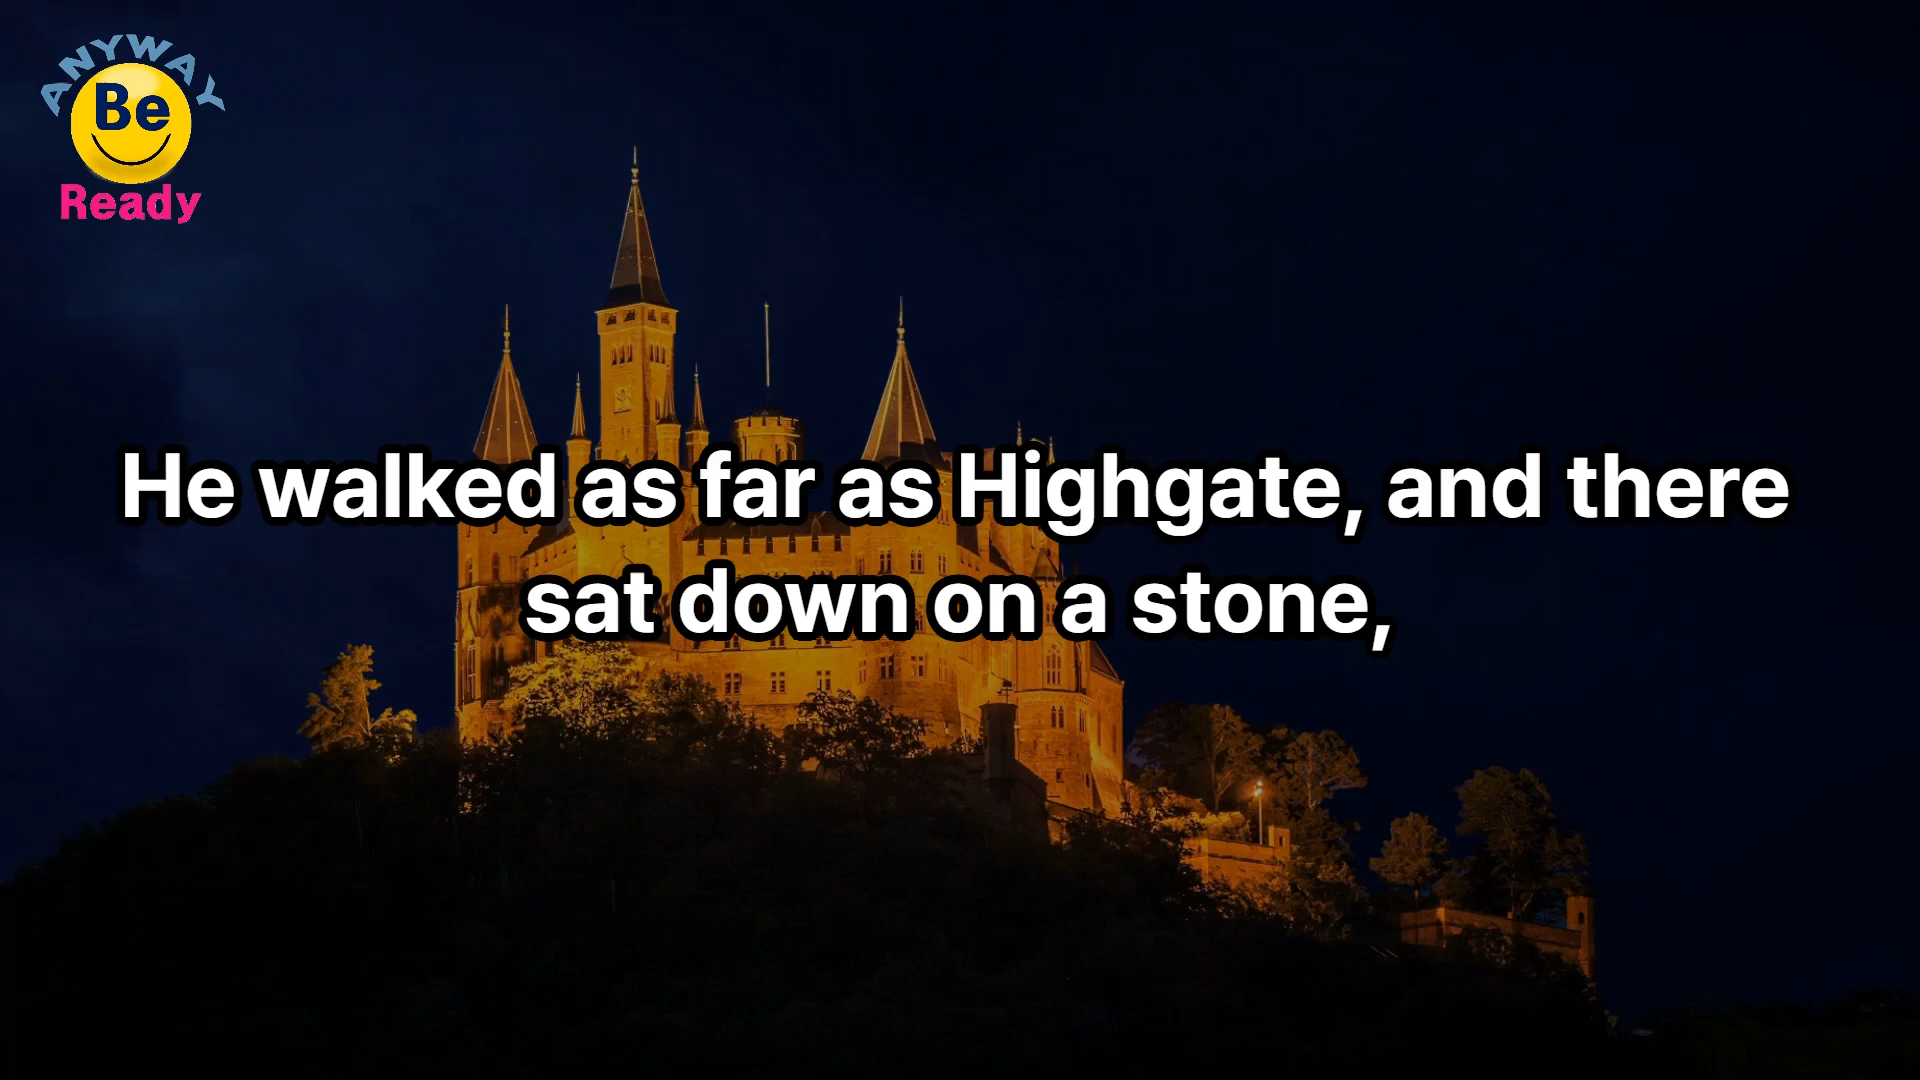 ANYWAY
Be
Ready
He walked as far as Highgate, and there
sat down on a stone,